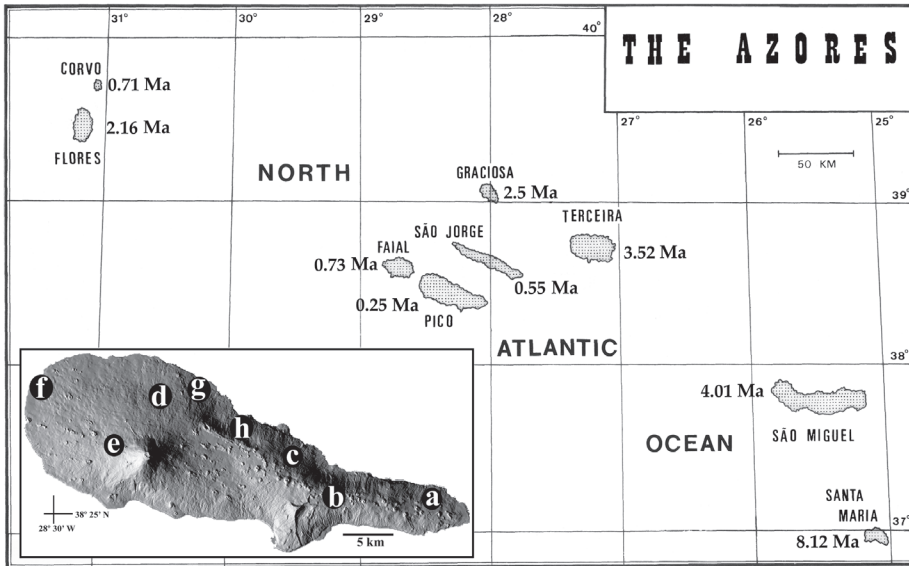 31°
30°
29°
28°
40°
THE AZORES
CORVO
0.71 Ma
2.16 Ma
FLORES
27°
26°
25°
50 KM
NORTH
GRACIOSA
2.5 Ma
39°
TERCEIRA
SÃO JORGE
3.52 Ma
FAIAL
0.73 Ma
0.55 Ma
0.25 Ma
PICO
ATLANTIC
38°
4.01 Ma
SÃO MIGUEL
OCEAN
SANTA
MARIA
37°
8.12 Ma
f
d
g
h
e
c
b
a
38° 25' N
28° 30' W
5 km